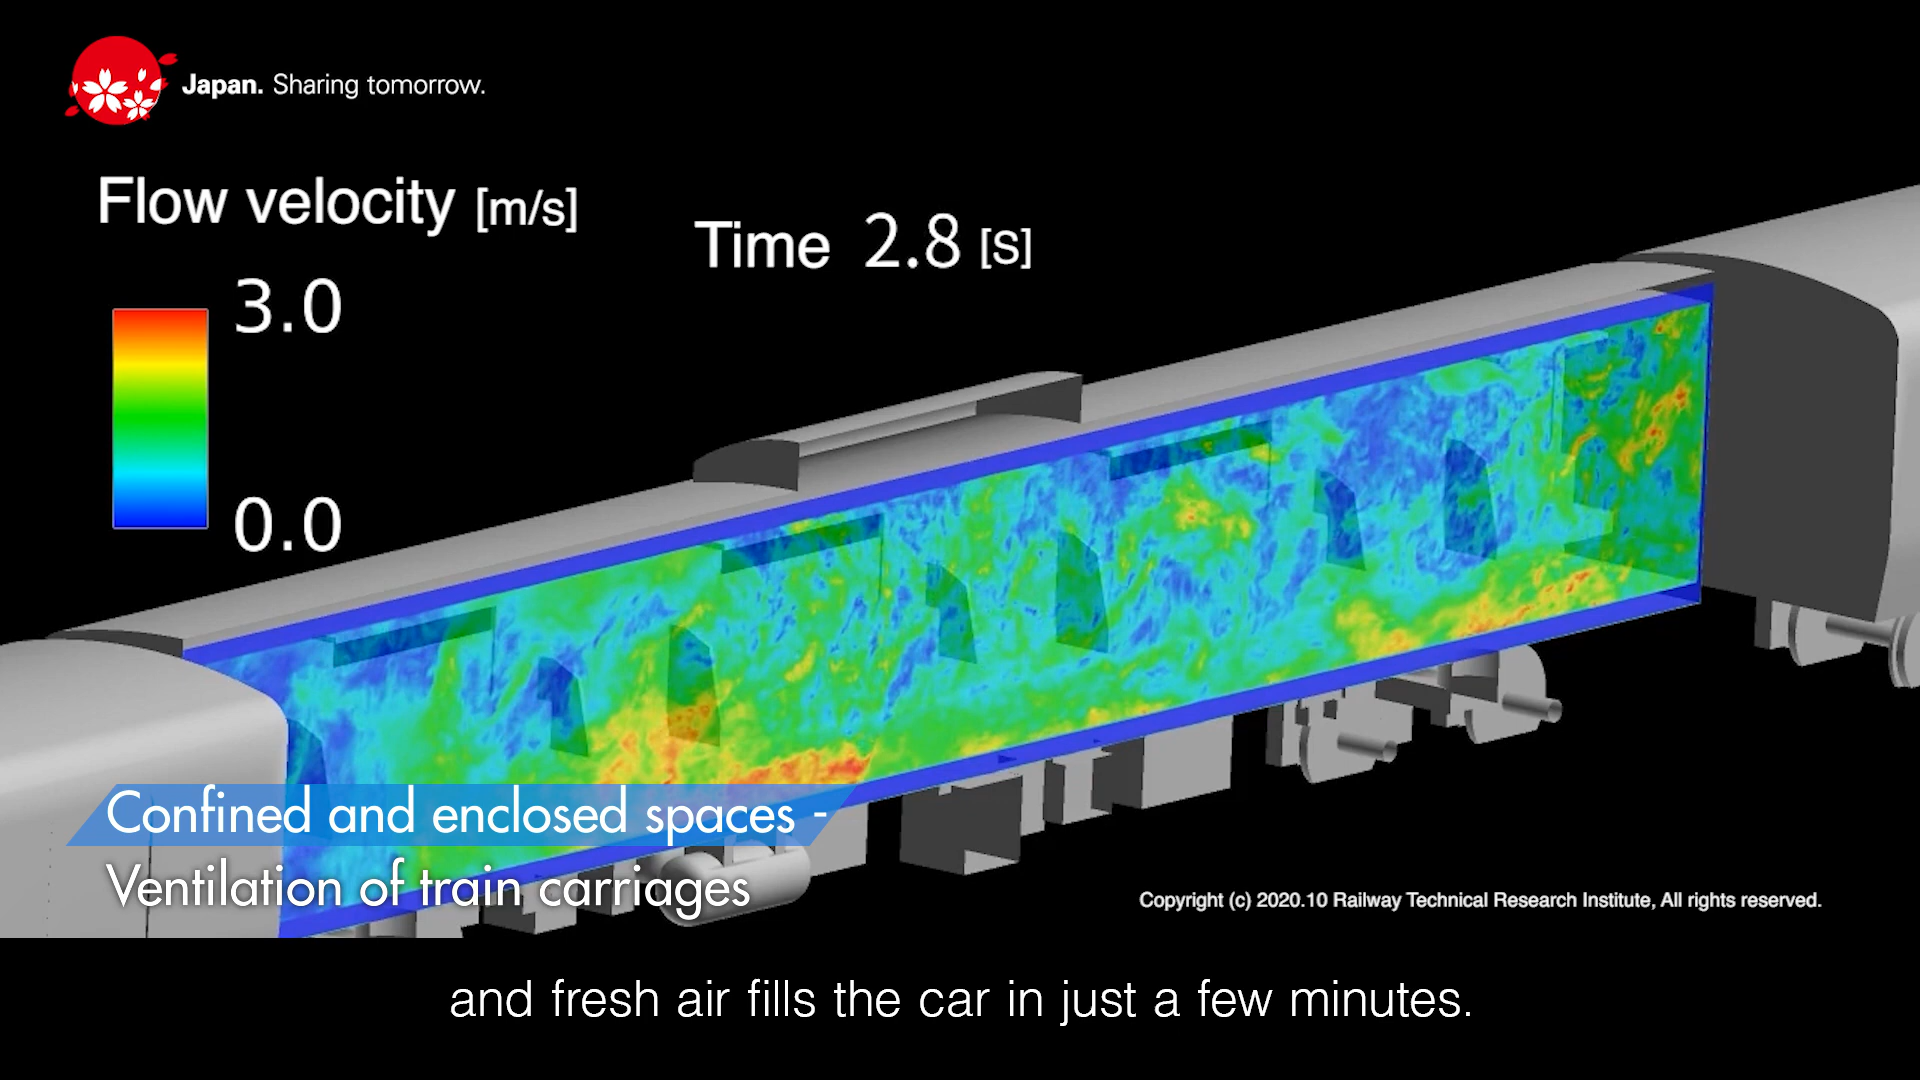 Japan. Sharing tomorrow.
Flow velocity [m/s]
Time 2.8 [S]
3.0
0.0
Confined and enclosed spaces -
Ventilation of train carriages
Copyright (c) 2020.10 Railway Technical Research Institute, All rights reserved.
and fresh air fills the car in just a few minutes.